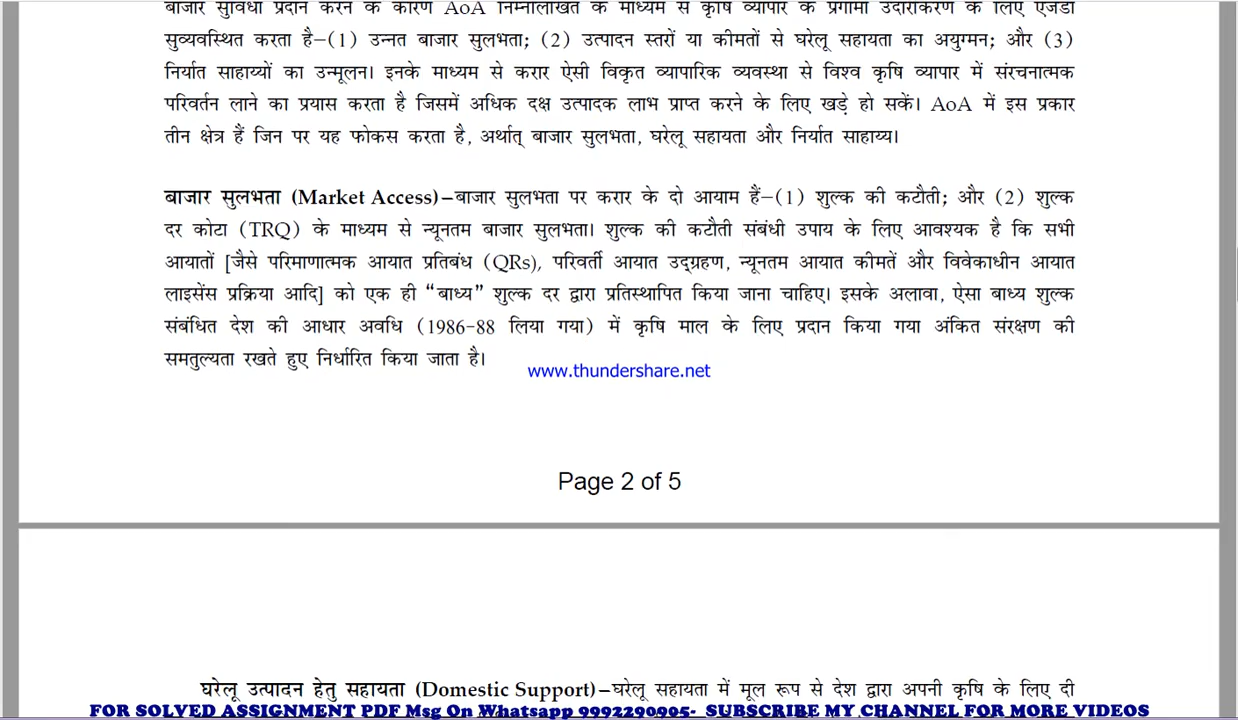 बाजार सुविधा प्रदान करने के कारण AoA निम्नलिखित के माध्यम से कृषि व्यापार के प्रगामी उदारीकरण के लिए एजेंडा
सुव्यवस्थित करता है–(1) उन्नत बाजार सुलभता; (2) उत्पादन स्तरों या कीमतों से घरेलू सहायता का अयुग्मन; और (3)
निर्यात साहाय्यों का उन्मूलन। इनके माध्यम से करार ऐसी विकृत व्यापारिक व्यवस्था से विश्व कृषि व्यापार में संरचनात्मक
परिवर्तन लाने का प्रयास करता है जिसमें अधिक दक्ष उत्पादक लाभ प्राप्त करने के लिए खड़े हो सकें। AoA में इस प्रकार
तीन क्षेत्र हैं जिन पर यह फोकस करता है, अर्थात् बाजार सुलभता, घरेलू सहायता और निर्यात साहाय्य।
बाजार सुलभता (Market Access)–बाजार सुलभता पर करार के दो आयाम हैं–(1) शुल्क की कटौती; और (2) शुल्क
दर कोटा (TRQ) के माध्यम से न्यूनतम बाजार सुलभता। शुल्क की कटौती संबंधी उपाय के लिए आवश्यक है कि सभी
आयातों [जैसे परिमाणात्मक आयात प्रतिबंध (QRs), परिवर्ती आयात उद्ग्रहण, न्यूनतम आयात कीमतें और विवेकाधीन आयात
लाइसेंस प्रक्रिया आदि] को एक ही “बाध्य” शुल्क दर द्वारा प्रतिस्थापित किया जाना चाहिए। इसके अलावा, ऐसा बाध्य शुल्क
संबंधित देश की आधार अवधि (1986-88 लिया गया) में कृषि माल के लिए प्रदान किया गया अंकित संरक्षण की
समतुल्यता रखते हुए निर्धारित किया जाता है।
www.thundershare.net
Page 2 of 5
घरेलू उत्पादन हेतु सहायता (Domestic Support)–घरेलू सहायता में मूल रूप से देश द्वारा अपनी कृषि के लिए दी
FOR SOLVED ASSIGNMENT PDF Msg On Whatsapp 9992290905- SUBSCRIBE MY CHANNEL FOR MORE VIDEOS